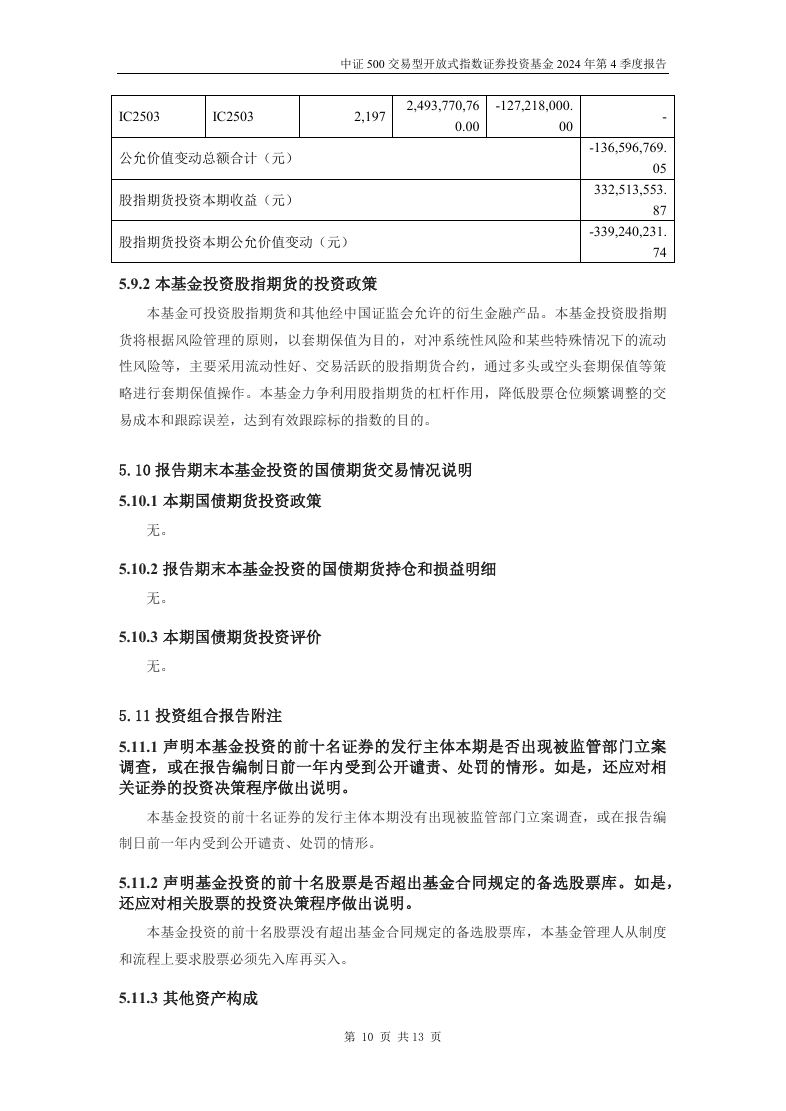 中证 500 交易型开放式指数证券投资基金 2024 年第 4 季度报告
IC2503 IC2503 2,197 2,493,770,76 -127,218,000. -
0.00 00
公允价值变动总额合计（元） -136,596,769.
05
股指期货投资本期收益（元） 332,513,553.
87
股指期货投资本期公允价值变动（元） -339,240,231.
74
5.9.2 本基金投资股指期货的投资政策
本基金可投资股指期货和其他经中国证监会允许的衍生金融产品。本基金投资股指期
货将根据风险管理的原则，以套期保值为目的，对冲系统性风险和某些特殊情况下的流动
性风险等，主要采用流动性好、交易活跃的股指期货合约，通过多头或空头套期保值等策
略进行套期保值操作。本基金力争利用股指期货的杠杆作用，降低股票仓位频繁调整的交
易成本和跟踪误差，达到有效跟踪标的指数的目的。
5.10 报告期末本基金投资的国债期货交易情况说明
5.10.1 本期国债期货投资政策
无。
5.10.2 报告期末本基金投资的国债期货持仓和损益明细
无。
5.10.3 本期国债期货投资评价
无。
5.11 投资组合报告附注
5.11.1 声明本基金投资的前十名证券的发行主体本期是否出现被监管部门立案
调查，或在报告编制日前一年内受到公开谴责、处罚的情形。如是，还应对相
关证券的投资决策程序做出说明。
本基金投资的前十名证券的发行主体本期没有出现被监管部门立案调查，或在报告编
制日前一年内受到公开谴责、处罚的情形。
5.11.2 声明基金投资的前十名股票是否超出基金合同规定的备选股票库。如是，
还应对相关股票的投资决策程序做出说明。
本基金投资的前十名股票没有超出基金合同规定的备选股票库，本基金管理人从制度
和流程上要求股票必须先入库再买入。
5.11.3 其他资产构成
第 10 页 共 13 页